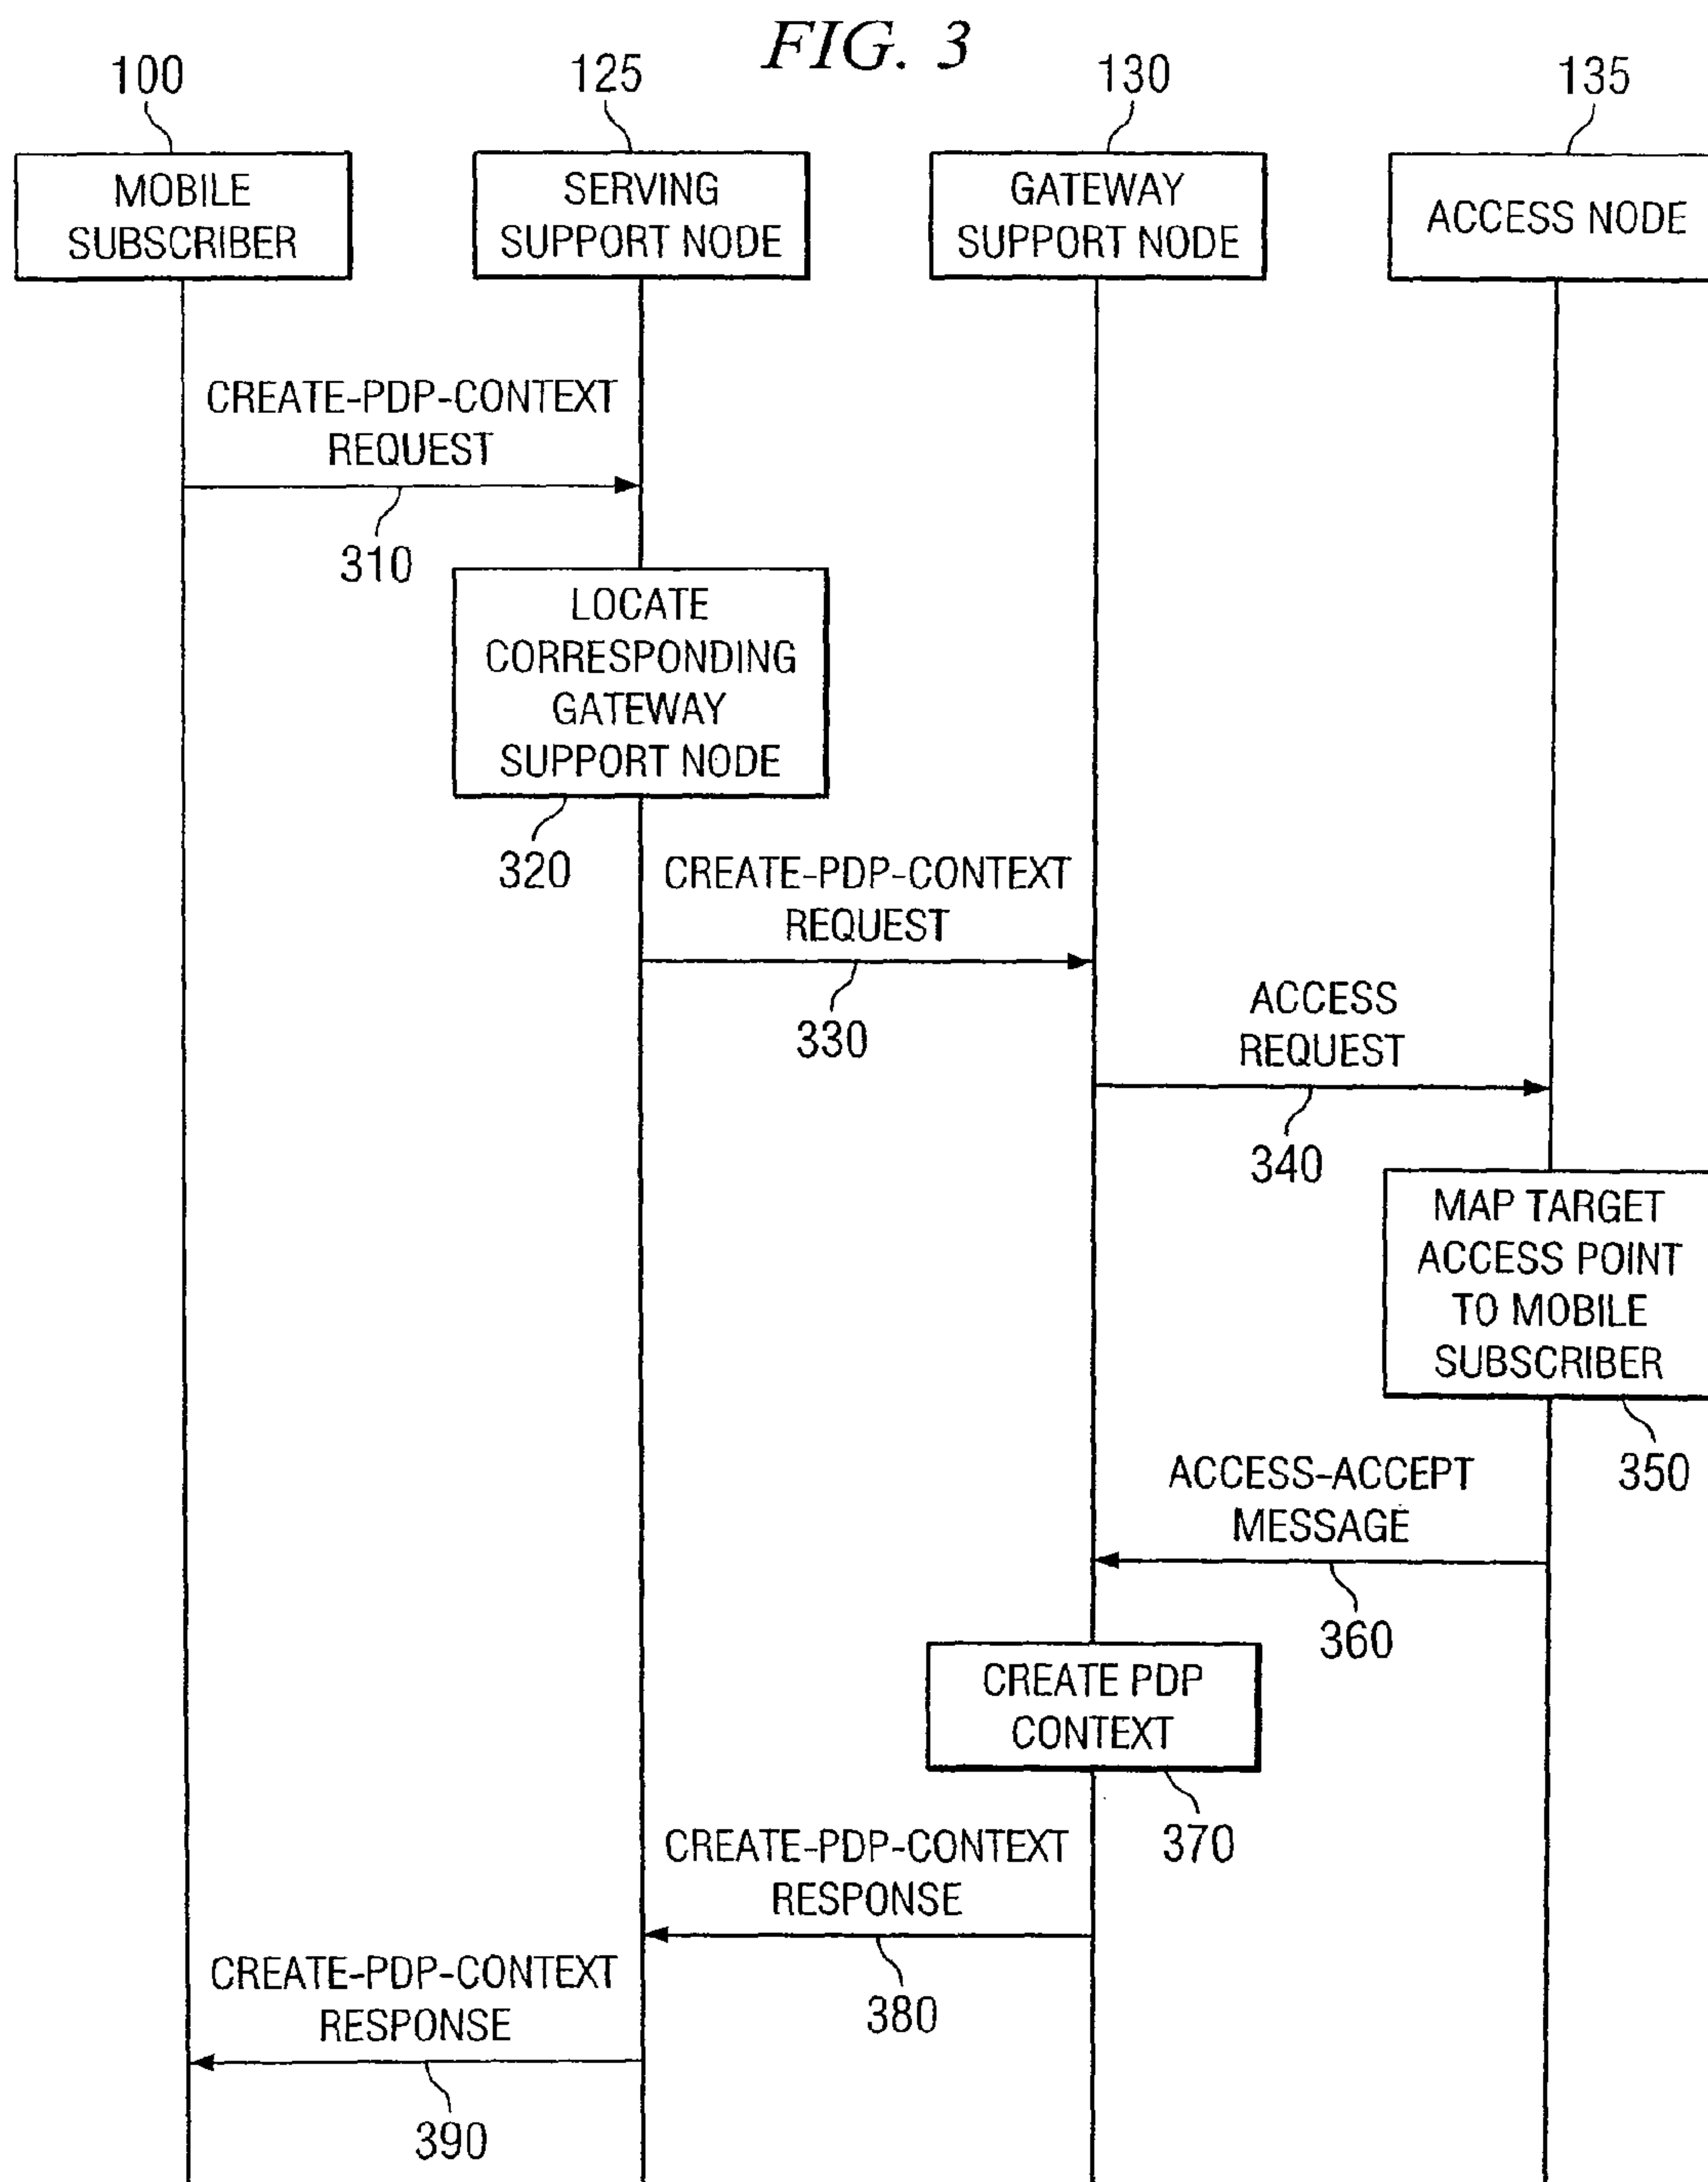 FIG. 3
100
125
130
135
MOBILE
SUBSCRIBER
SERVING
SUPPORT NODE
GATEWAY
SUPPORT NODE
ACCESS NODE
CREATE-PDP-CONTEXT
REQUEST
310
LOCATE
CORRESPONDING
GATEWAY
SUPPORT NODE
320
CREATE-PDP-CONTEXT
REQUEST
330
ACCESS
REQUEST
340
MAP TARGET
ACCESS POINT
TO MOBILE
SUBSCRIBER
350
ACCESS-ACCEPT
MESSAGE
360
CREATE PDP
CONTEXT
370
CREATE-PDP-CONTEXT
RESPONSE
380
CREATE-PDP-CONTEXT
RESPONSE
390